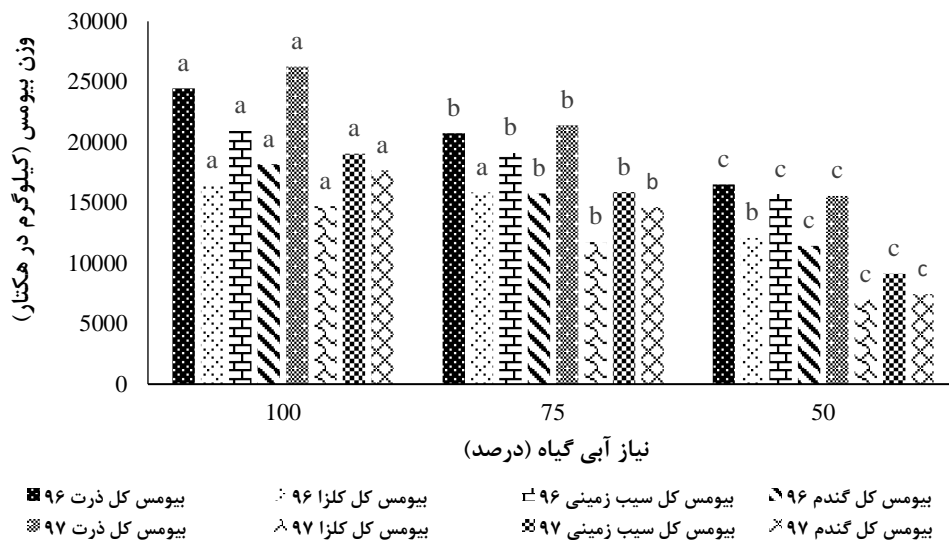 وزن بیومس (کیلوگرم در هکتار)
30000
25000
20000
15000
10000
5000
0
a a a a a a a a
b a b b b b b b
c b c c c c c c
100 75 50
نیاز آبی گیاه (درصد)
بیومس کل ذرت ۹۶ بیومس کل کلزا ۹۶ بیومس کل سیب زمینی ۹۶ بیومس کل گندم ۹۶
بیومس کل ذرت ۹۷ بیومس کل کلزا ۹۷ بیومس کل سیب زمینی ۹۷ بیومس کل گندم ۹۷